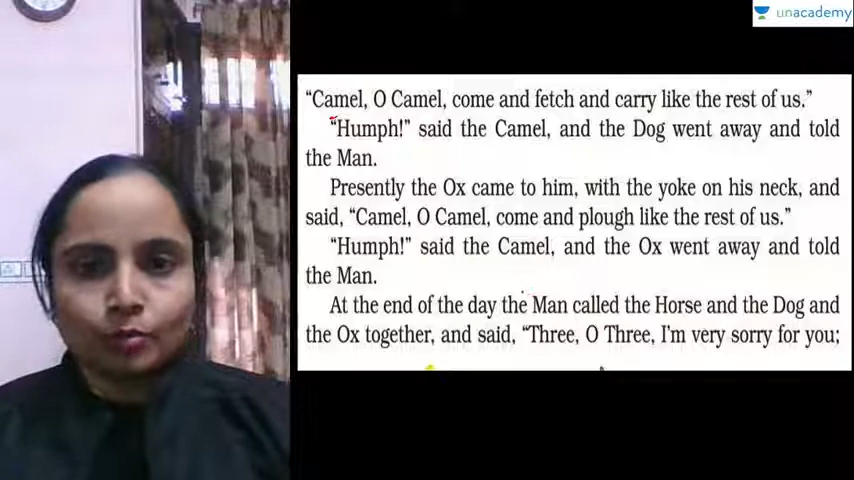 unacademy
“Camel, O Camel, come and fetch and carry like the rest of us.”
“Humph!” said the Camel, and the Dog went away and told
the Man.
Presently the Ox came to him, with the yoke on his neck, and
said, “Camel, O Camel, come and plough like the rest of us.”
“Humph!” said the Camel, and the Ox went away and told
the Man.
At the end of the day the Man called the Horse and the Dog and
the Ox together, and said, “Three, O Three, I’m very sorry for you;